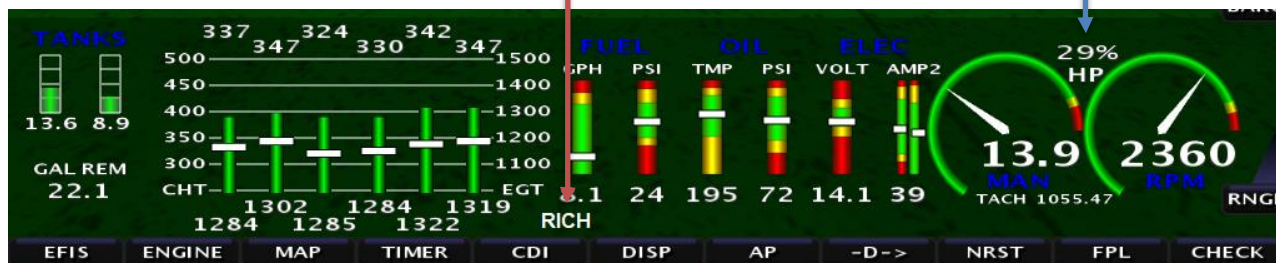 TANKS
13.6 8.9
GAL REM
22.1
337 324 342
347 330 347
500 1500
450 1400
400 1300
350 1200
300 1100
CHT EGT
1302 1284 1319
1284 1285 1322
FUEL OIL ELEC
GPH PSI TMP PSI VOLT AMP2
8.1 24 195 72 14.1 39
RICH
29%
HP
13.9 2360
MAN RPM
TACH 1055.47
RNGE
EFIS ENGINE MAP TIMER CDI DISP AP -D-> NRST FPL CHECK